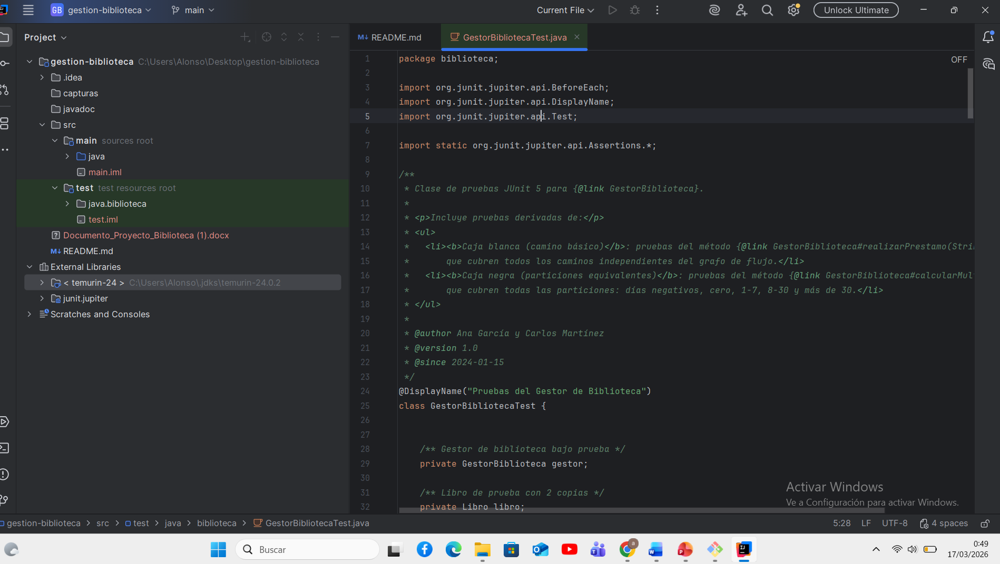 GB gestion-biblioteca main Current File Unlock Ultimate
Project
gestion-biblioteca C:\Users\Alonso\Desktop\gestion-biblioteca
.idea
capturas
javadoc
src
main sources root
java
main.iml
test test resources root
java.biblioteca
test.iml
Documento_Proyecto_Biblioteca (1).docx
M↓ README.md
External Libraries
< temurin-24 > C:\Users\Alonso\.jdks\temurin-24.0.2
junit.jupiter
Scratches and Consoles
M↓ README.md GestorBibliotecaTest.java
OFF
1 package biblioteca;
2
3 import org.junit.jupiter.api.BeforeEach;
4 import org.junit.jupiter.api.DisplayName;
5 import org.junit.jupiter.api.Test;
6
7 import static org.junit.jupiter.api.Assertions.*;
8
9 /**
10 * Clase de pruebas JUnit 5 para {@link GestorBiblioteca}.
11 *
12 * <p>Incluye pruebas derivadas de:</p>
13 * <ul>
14 * <li><b>Caja blanca (camino básico)</b>: pruebas del método {@link GestorBiblioteca#realizarPrestamo(Stri
15 * que cubren todos los caminos independientes del grafo de flujo.</li>
16 * <li><b>Caja negra (particiones equivalentes)</b>: pruebas del método {@link GestorBiblioteca#calcularMul
17 * que cubren todas las particiones: días negativos, cero, 1-7, 8-30 y más de 30.</li>
18 * </ul>
19 *
20 * @author Ana García y Carlos Martínez
21 * @version 1.0
22 * @since 2024-01-15
23 */
24 @DisplayName("Pruebas del Gestor de Biblioteca")
25 class GestorBibliotecaTest {
26
27
28 /** Gestor de biblioteca bajo prueba */
29 private GestorBiblioteca gestor;
30
31 /** Libro de prueba con 2 copias */
32 private Libro libro;
Activar Windows
Ve a Configuración para activar Windows.
gestion-biblioteca > src > test > java > biblioteca > GestorBibliotecaTest.java 5:28 LF UTF-8 4 spaces
Buscar
0:49
17/03/2026